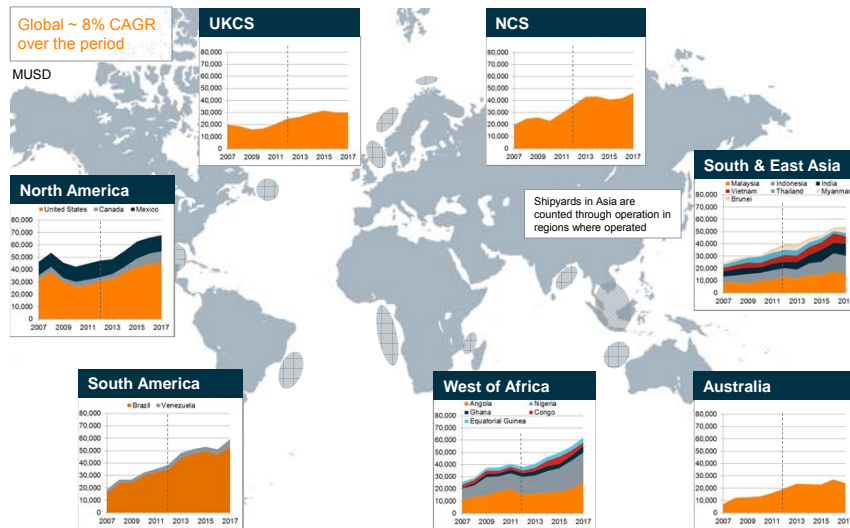 Global ~ 8% CAGR
over the period
MUSD
UKCS
80,000
70,000
60,000
50,000
40,000
30,000
20,000
10,000
0
2007 2009 2011 2013 2015 2017
NCS
80,000
70,000
60,000
50,000
40,000
30,000
20,000
10,000
0
2007 2009 2011 2013 2015 2017
North America
United States Canada Mexico
80,000
70,000
60,000
50,000
40,000
30,000
20,000
10,000
0
2007 2009 2011 2013 2015 2017
Shipyards in Asia are
counted through operation in
regions where operated
South & East Asia
Malaysia Indonesia India
Vietnam Thailand Myanmar
Brunei
80,000
70,000
60,000
50,000
40,000
30,000
20,000
10,000
0
2007 2009 2011 2013 2015
South America
Brazil Venezuela
80,000
70,000
60,000
50,000
40,000
30,000
20,000
10,000
0
2007 2009 2011 2013 2015 2017
West of Africa
Angola Nigeria
Ghana Congo
Equatorial Guinea
80,000
70,000
60,000
50,000
40,000
30,000
20,000
10,000
0
2007 2009 2011 2013 2015 2017
Australia
80,000
70,000
60,000
50,000
40,000
30,000
20,000
10,000
0
2007 2009 2011 2013 2015